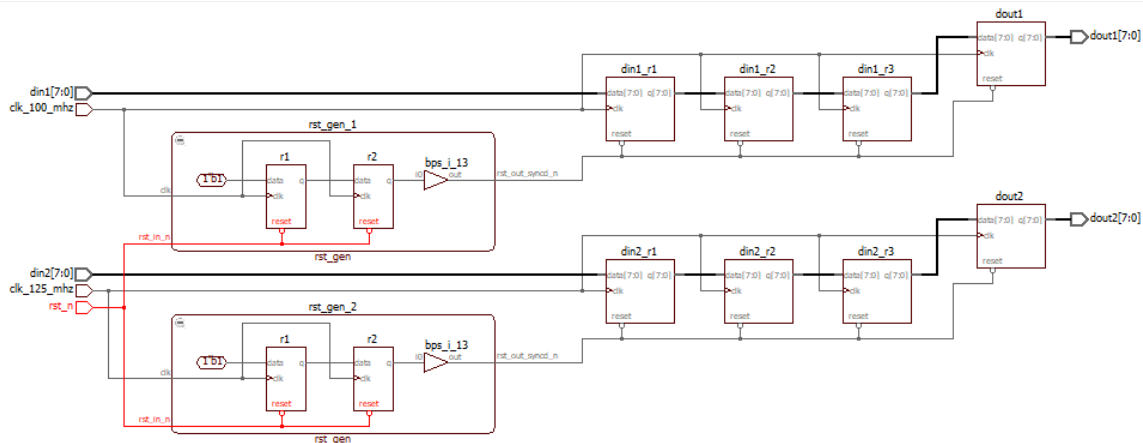 dout1
data[7:0] q[7:0]
clk
reset
dout1[7:0]
din1_r1
data[7:0] q[7:0]
clk
reset
din1_r2
data[7:0] q[7:0]
clk
reset
din1_r3
data[7:0] q[7:0]
clk
reset
din1[7:0]
clk_100_mhz
rst_gen_1
r1
1'b1
data q
clk
reset
r2
data q
clk
reset
bps_i_13
i0 out
rst_out_syncd_n
clk
rst_in_n
rst_gen
dout2
data[7:0] q[7:0]
clk
reset
dout2[7:0]
din2_r1
data[7:0] q[7:0]
clk
reset
din2_r2
data[7:0] q[7:0]
clk
reset
din2_r3
data[7:0] q[7:0]
clk
reset
din2[7:0]
clk_125_mhz
rst_n
rst_gen_2
r1
1'b1
data q
clk
reset
r2
data q
clk
reset
bps_i_13
i0 out
rst_out_syncd_n
clk
rst_in_n
rst_gen